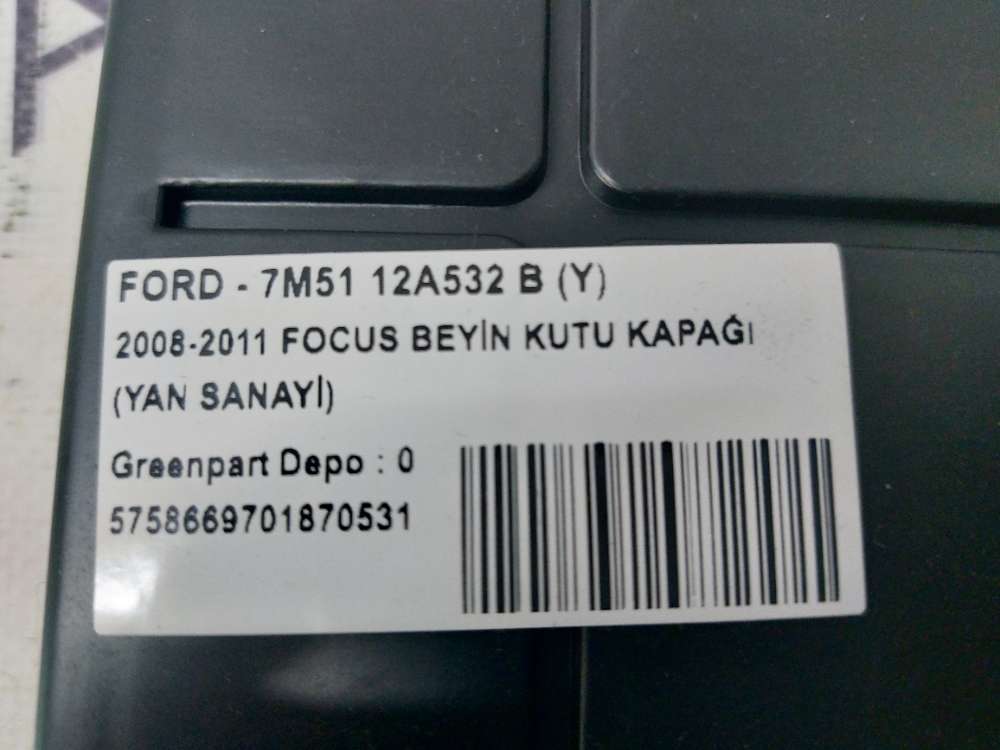 FORD - 7M51 12A532 B (Y)
2008-2011 FOCUS BEYİN KUTU KAPAĞI
(YAN SANAYİ)
Greenpart Depo : 0
5758669701870531